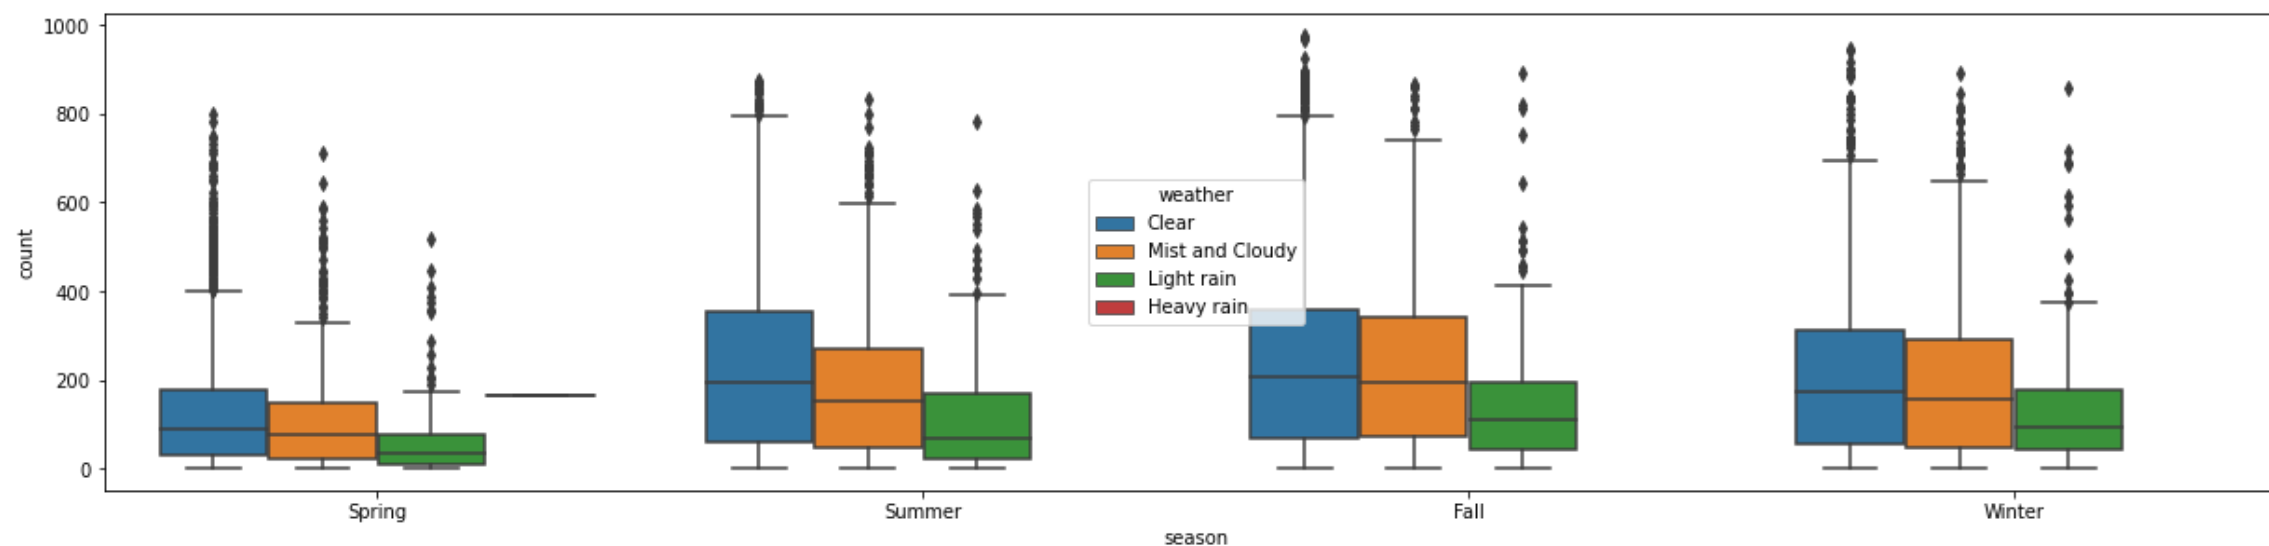 1000
800
600
400
200
0
count
weather
Clear
Mist and Cloudy
Light rain
Heavy rain
Spring Summer Fall Winter
season